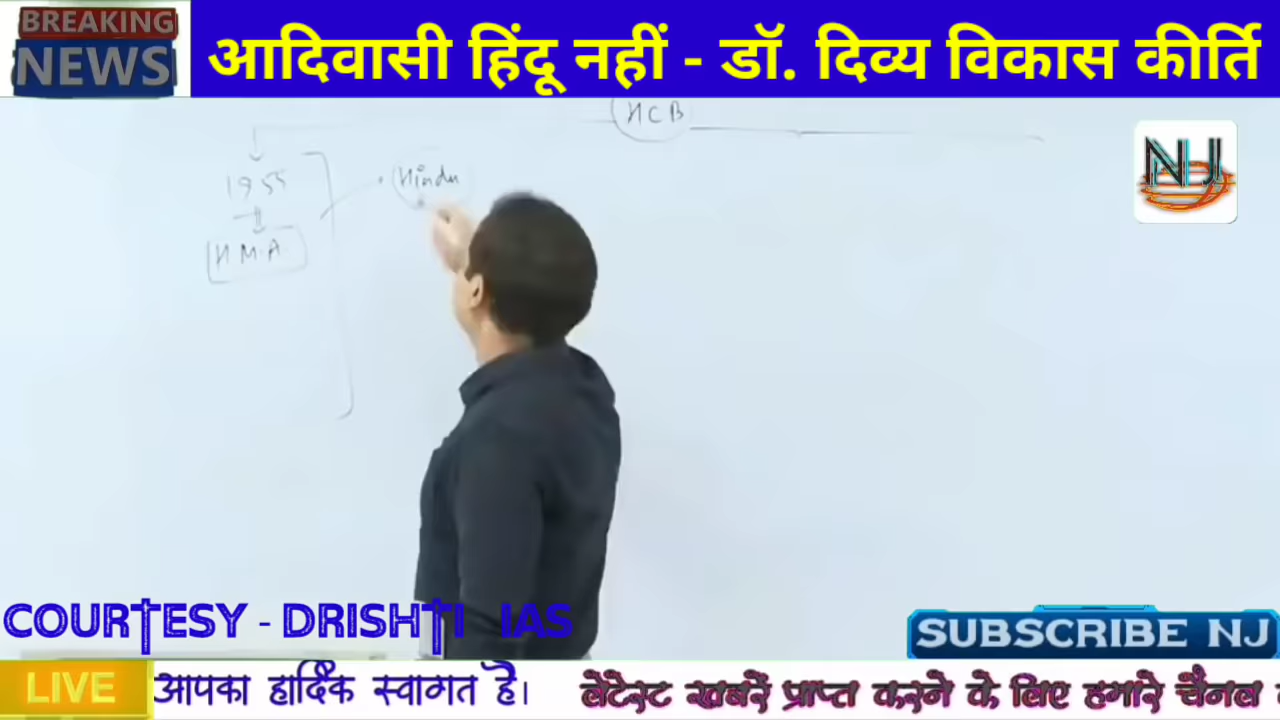 BREAKING
NEWS
आदिवासी हिंदू नहीं - डॉ. दिव्य विकास कीर्ति
HCB
1955
H.M.A.
Hindu
NJ
COURTESY - DRISHTI IAS
SUBSCRIBE NJ
LIVE
आपका हार्दिक स्वागत है।
लेटेस्ट खबरें प्राप्त करने के लिए हमारे चैनल